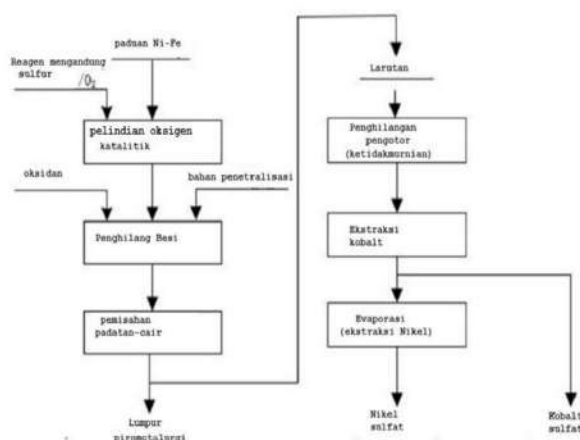 paduan Ni-Fe
Reagen mengandung
sulfur
/O₂
pelindian oksigen
katalitik
oksidan
bahan penetralisasi
Penghilang Besi
pemisahan
padatan-cair
Lumpur
pirometalurgi
Larutan
Penghilangan
pengotor
(ketidakmurnian)
Ekstraksi
kobalt
Evaporasi
(ekstraksi Nikel)
Nikel
sulfat
Kobalt
sulfat